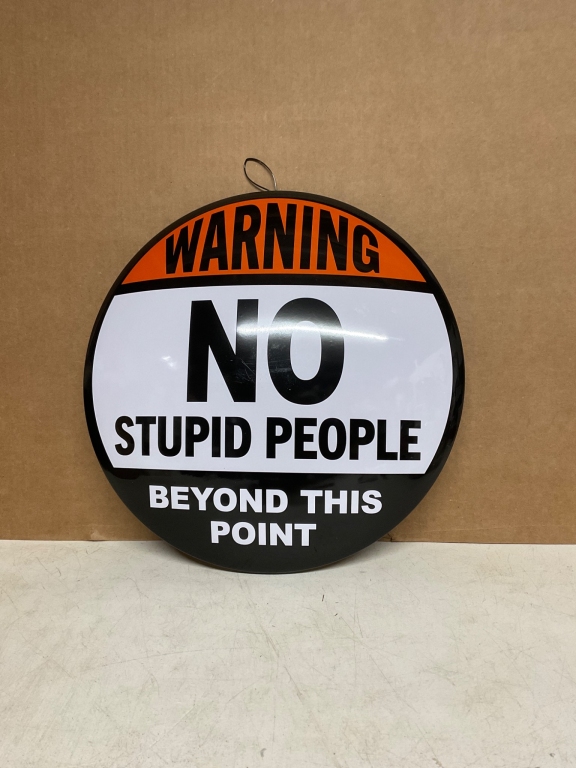 WARNING
NO
STUPID PEOPLE
BEYOND THIS
POINT